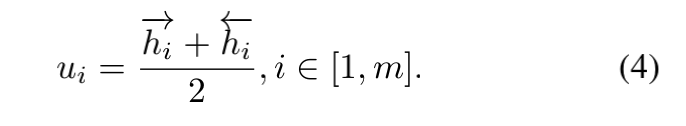 $u_i = \frac{\overrightarrow{h_i} + \overleftarrow{h_i}}{2}, i \in [1, m].$ (4)